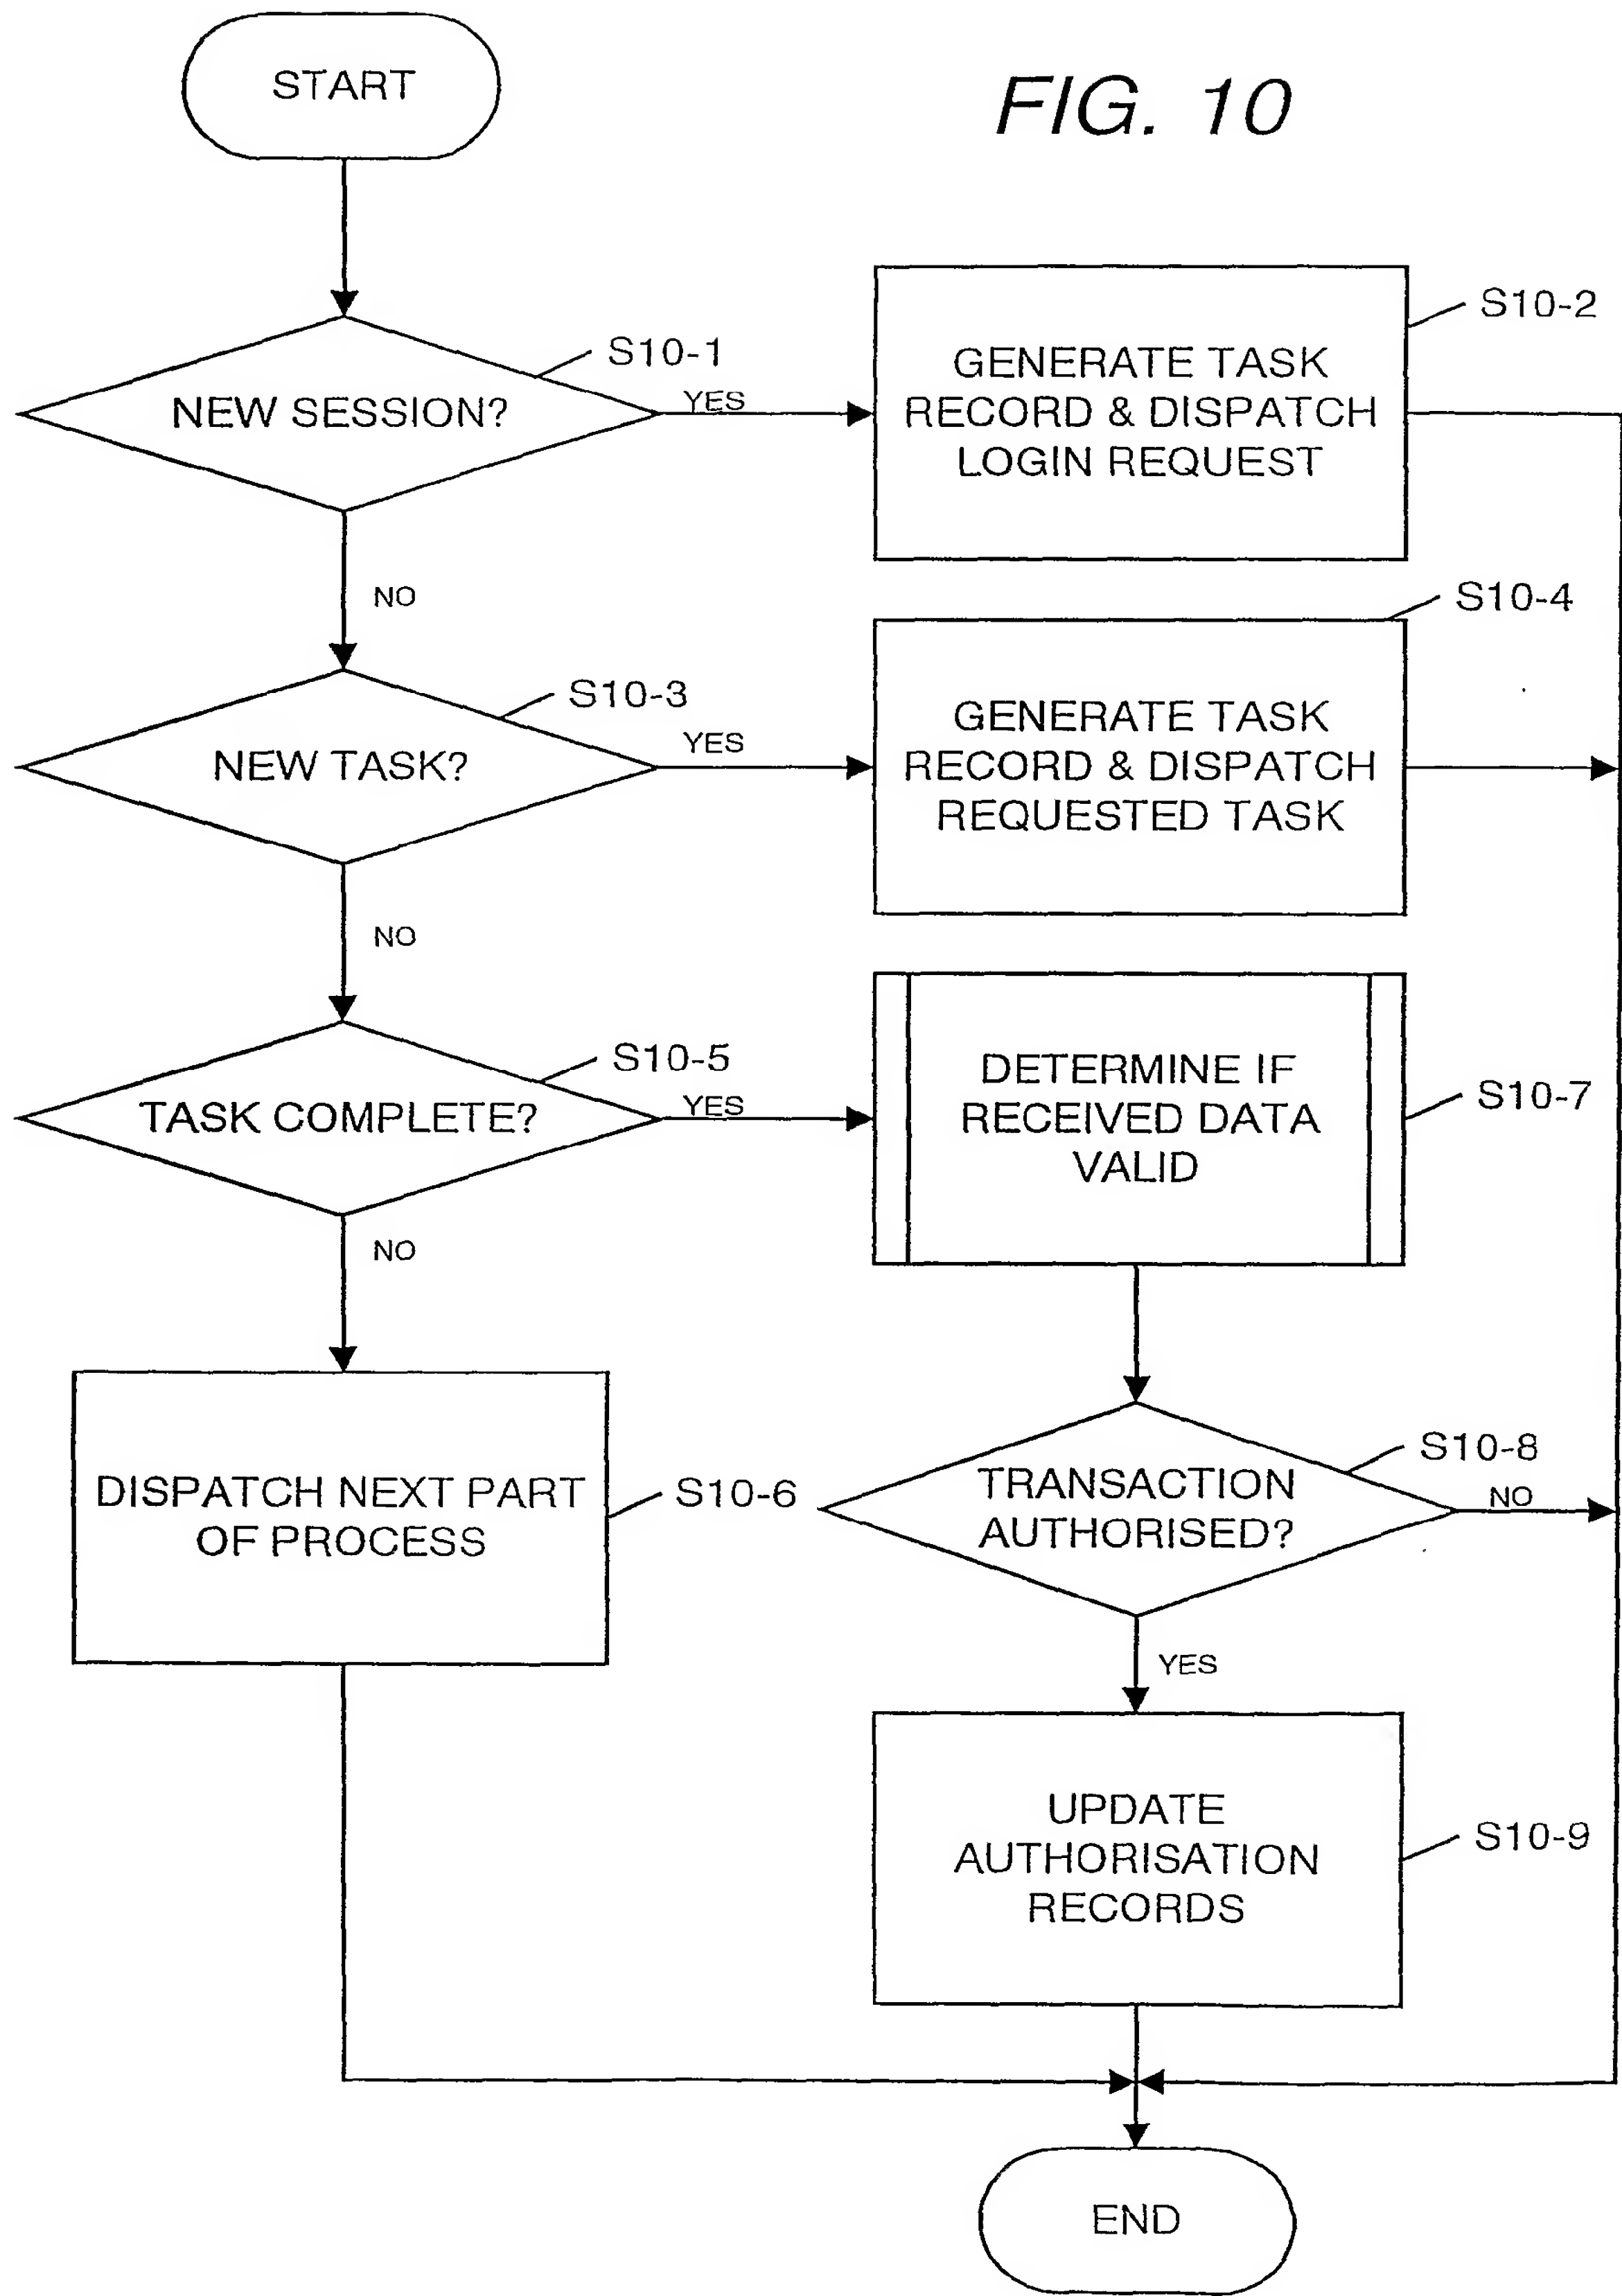 START
FIG. 10
S10-1
NEW SESSION?
YES
S10-2
GENERATE TASK
RECORD & DISPATCH
LOGIN REQUEST
NO
S10-3
NEW TASK?
YES
S10-4
GENERATE TASK
RECORD & DISPATCH
REQUESTED TASK
NO
S10-5
TASK COMPLETE?
YES
DETERMINE IF
RECEIVED DATA
VALID
S10-7
NO
DISPATCH NEXT PART
OF PROCESS
S10-6
TRANSACTION
AUTHORISED?
S10-8
NO
YES
UPDATE
AUTHORISATION
RECORDS
S10-9
END